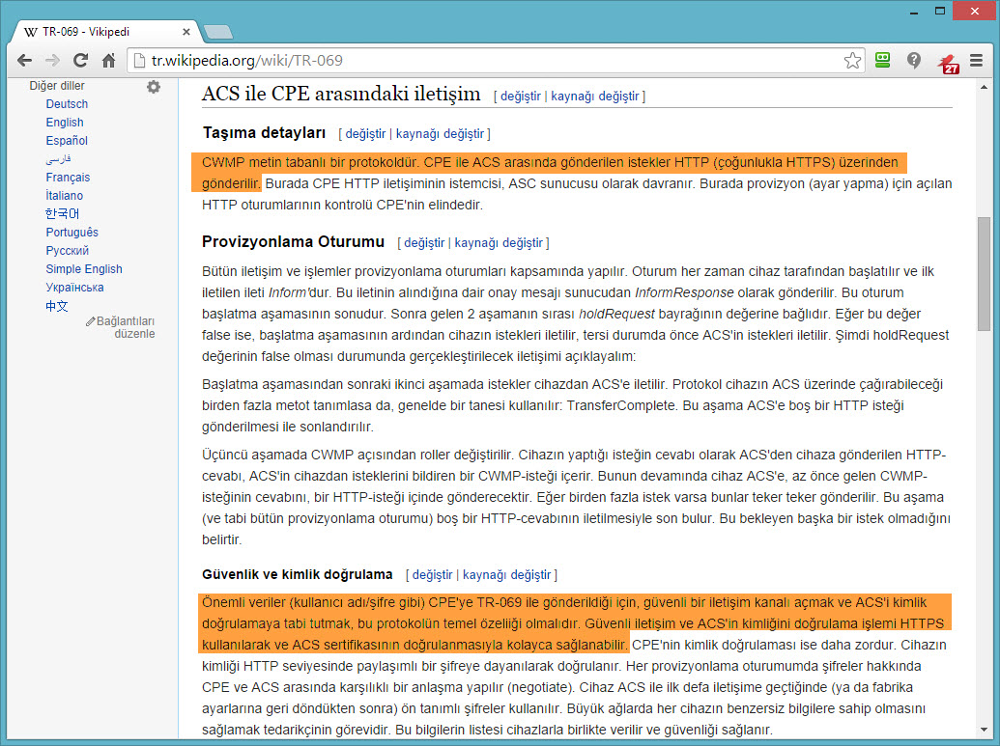 TR-069 - Vikipedi
tr.wikipedia.org/wiki/TR-069
27
Diğer diller
Deutsch
English
Español
فارسی
Français
İtaliano
한국어
Português
Русский
Simple English
Українська
中文
Bağlantıları
düzenle
ACS ile CPE arasındaki iletişim [ değiştir | kaynağı değiştir ]
Taşıma detayları [ değiştir | kaynağı değiştir ]
CWMP metin tabanlı bir protokoldür. CPE ile ACS arasında gönderilen istekler HTTP (çoğunlukla HTTPS) üzerinden
gönderilir. Burada CPE HTTP iletişiminin istemcisi, ASC sunucusu olarak davranır. Burada provizyon (ayar yapma) için açılan
HTTP oturumlarının kontrolü CPE'nin elindedir.
Provizyonlama Oturumu [ değiştir | kaynağı değiştir ]
Bütün iletişim ve işlemler provizyonlama oturumları kapsamında yapılır. Oturum her zaman cihaz tarafından başlatılır ve ilk
iletilen ileti Inform'dur. Bu iletinin alındığına dair onay mesajı sunucudan InformResponse olarak gönderilir. Bu oturum
başlatma aşamasının sonudur. Sonra gelen 2 aşamanın sırası holdRequest bayrağının değerine bağlıdır. Eğer bu değer
false ise, başlatma aşamasının ardından cihazın istekleri iletilir, tersi durumda önce ACS'in istekleri iletilir. Şimdi holdRequest
değerinin false olması durumunda gerçekleştirilecek iletişimi açıklayalım:
Başlatma aşamasından sonraki ikinci aşamada istekler cihazdan ACS'e iletilir. Protokol cihazın ACS üzerinde çağırabileceği
birden fazla metot tanımlasa da, genelde bir tanesi kullanılır: TransferComplete. Bu aşama ACS'e boş bir HTTP isteği
gönderilmesi ile sonlandırılır.
Üçüncü aşamada CWMP açısından roller değiştirilir. Cihazın yaptığı isteğin cevabı olarak ACS'den cihaza gönderilen HTTP-
cevabı, ACS'in cihazdan isteklerini bildiren bir CWMP-isteği içerir. Bunun devamında cihaz ACS'e, az önce gelen CWMP-
isteğinin cevabını, bir HTTP-isteği içinde gönderecektir. Eğer birden fazla istek varsa bunlar teker teker gönderilir. Bu aşama
(ve tabi bütün provizyonlama oturumu) boş bir HTTP-cevabının iletilmesiyle son bulur. Bu bekleyen başka bir istek olmadığını
belirtir.
Güvenlik ve kimlik doğrulama [ değiştir | kaynağı değiştir ]
Önemli veriler (kullanıcı adı/şifre gibi) CPE'ye TR-069 ile gönderildiği için, güvenli bir iletişim kanalı açmak ve ACS'i kimlik
doğrulamaya tabi tutmak, bu protokolün temel özeliiği olmalıdır. Güvenli iletişim ve ACS'in kimliğini doğrulama işlemi HTTPS
kullanılarak ve ACS sertifikasının doğrulanmasıyla kolayca sağlanabilir. CPE'nin kimlik doğrulaması ise daha zordur. Cihazın
kimliği HTTP seviyesinde paylaşımlı bir şifreye dayanılarak doğrulanır. Her provizyonlama oturumumda şifreler hakkında
CPE ve ACS arasında karşılıklı bir anlaşma yapılır (negotiate). Cihaz ACS ile ilk defa iletişime geçtiğinde (ya da fabrika
ayarlarına geri döndükten sonra) ön tanımlı şifreler kullanılır. Büyük ağlarda her cihazın benzersiz bilgilere sahip olmasını
sağlamak tedarikçinin görevidir. Bu bilgilerin listesi cihazlarla birlikte verilir ve güvenliği sağlanır.